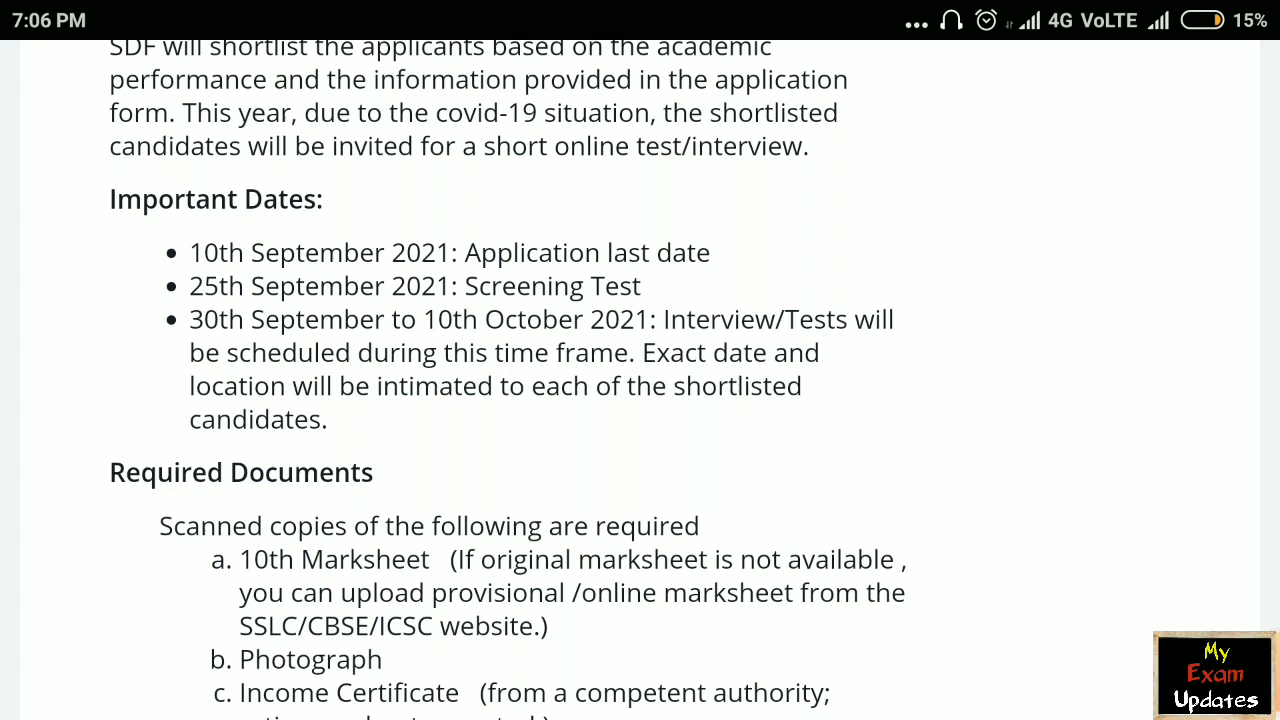 7:06 PM
... 4G VoLTE 15%
SDF will shortlist the applicants based on the academic
performance and the information provided in the application
form. This year, due to the covid-19 situation, the shortlisted
candidates will be invited for a short online test/interview.
Important Dates:
• 10th September 2021: Application last date
• 25th September 2021: Screening Test
• 30th September to 10th October 2021: Interview/Tests will
be scheduled during this time frame. Exact date and
location will be intimated to each of the shortlisted
candidates.
Required Documents
Scanned copies of the following are required
a. 10th Marksheet (If original marksheet is not available ,
you can upload provisional /online marksheet from the
SSLC/CBSE/ICSC website.)
b. Photograph
c. Income Certificate (from a competent authority;
My
Exam
Updates